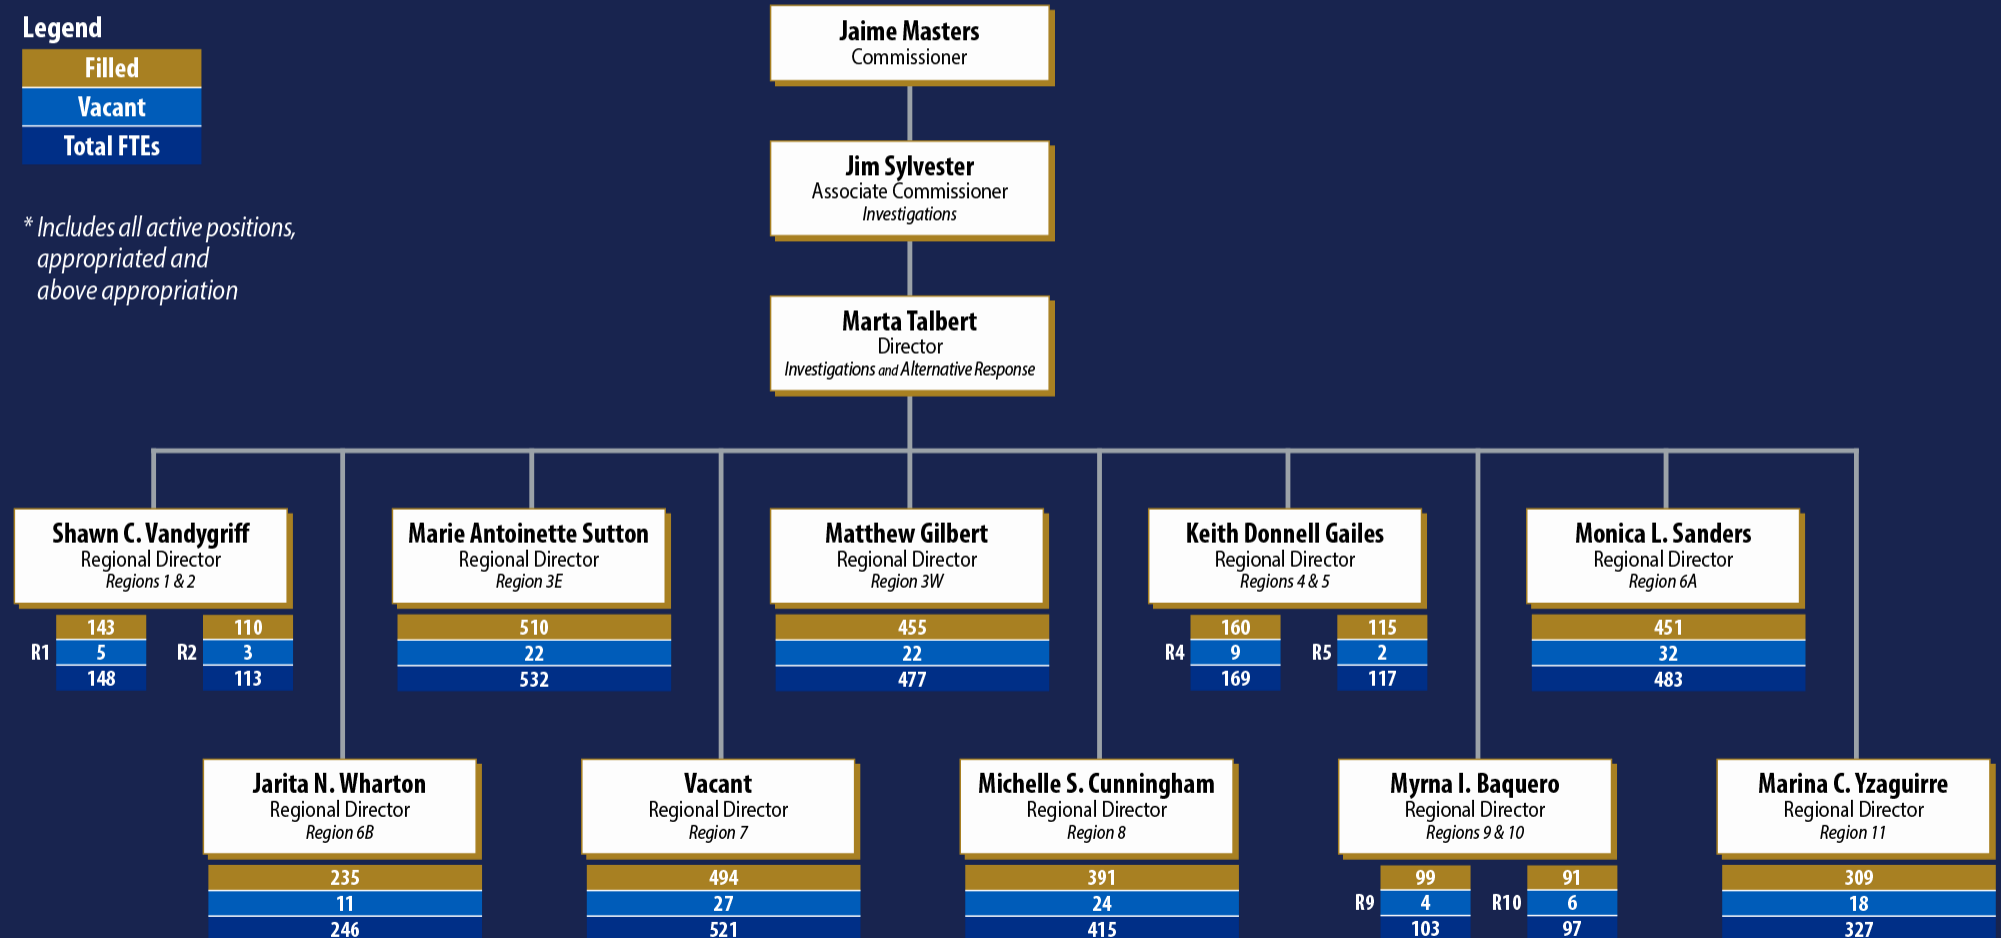 Legend
Filled
Vacant
Total FTEs
* Includes all active positions,
appropriated and
above appropriation
Jaime Masters
Commissioner
Jim Sylvester
Associate Commissioner
Investigations
Marta Talbert
Director
Investigations and Alternative Response
Shawn C. Vandygriff
Regional Director
Regions 1 & 2
R1
143
5
148
R2
110
3
113
Marie Antoinette Sutton
Regional Director
Region 3E
510
22
532
Matthew Gilbert
Regional Director
Region 3W
455
22
477
Keith Donnell Gailes
Regional Director
Regions 4 & 5
R4
160
9
169
R5
115
2
117
Monica L. Sanders
Regional Director
Region 6A
451
32
483
Jarita N. Wharton
Regional Director
Region 6B
235
11
246
Vacant
Regional Director
Region 7
494
27
521
Michelle S. Cunningham
Regional Director
Region 8
391
24
415
Myrna I. Baquero
Regional Director
Regions 9 & 10
R9
99
4
103
R10
91
6
97
Marina C. Yzaguirre
Regional Director
Region 11
309
18
327